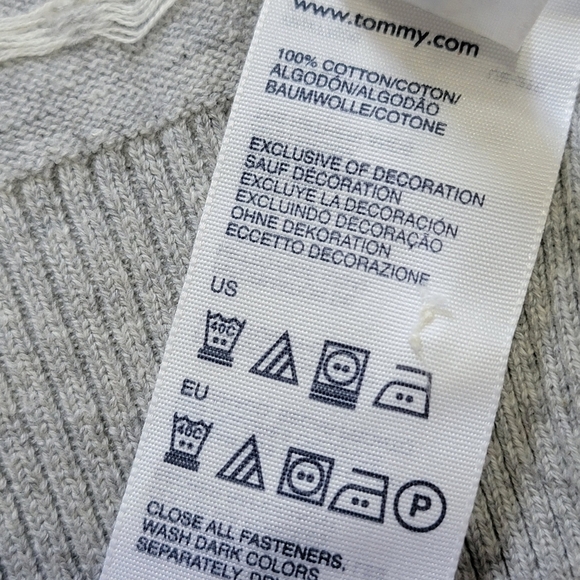 www.tommy.com
100% COTTON/COTON/
ALGODÓN/ALGODÃO
BAUMWOLLE/COTONE
EXCLUSIVE OF DECORATION
SAUF DÉCORATION
EXCLUYE LA DECORACIÓN
EXCLUINDO DECORAÇÃO
OHNE DEKORATION
ECCETTO DECORAZIONE
US
40C
EU
40C
P
CLOSE ALL FASTENERS.
WASH DARK COLORS
SEPARATELY.